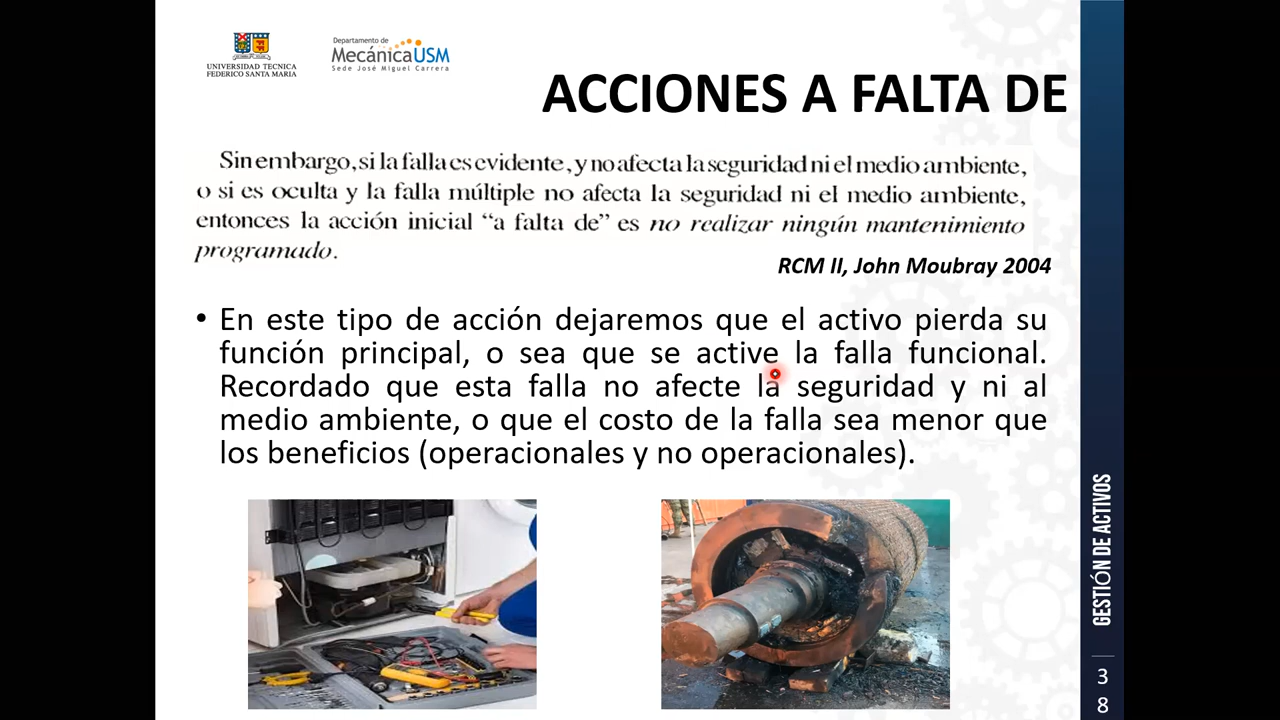 UNIVERSIDAD TECNICA
FEDERICO SANTA MARIA
Departamento de
MecánicaUSM
Sede José Miguel Carrera
ACCIONES A FALTA DE
Sin embargo, si la falla es evidente, y no afecta la seguridad ni el medio ambiente,
o si es oculta y la falla múltiple no afecta la seguridad ni el medio ambiente,
entonces la acción inicial “a falta de” es no realizar ningún mantenimiento
programado.
RCM II, John Moubray 2004
• En este tipo de acción dejaremos que el activo pierda su
función principal, o sea que se active la falla funcional.
Recordado que esta falla no afecte la seguridad y ni al
medio ambiente, o que el costo de la falla sea menor que
los beneficios (operacionales y no operacionales).
GESTIÓN DE ACTIVOS
3
8